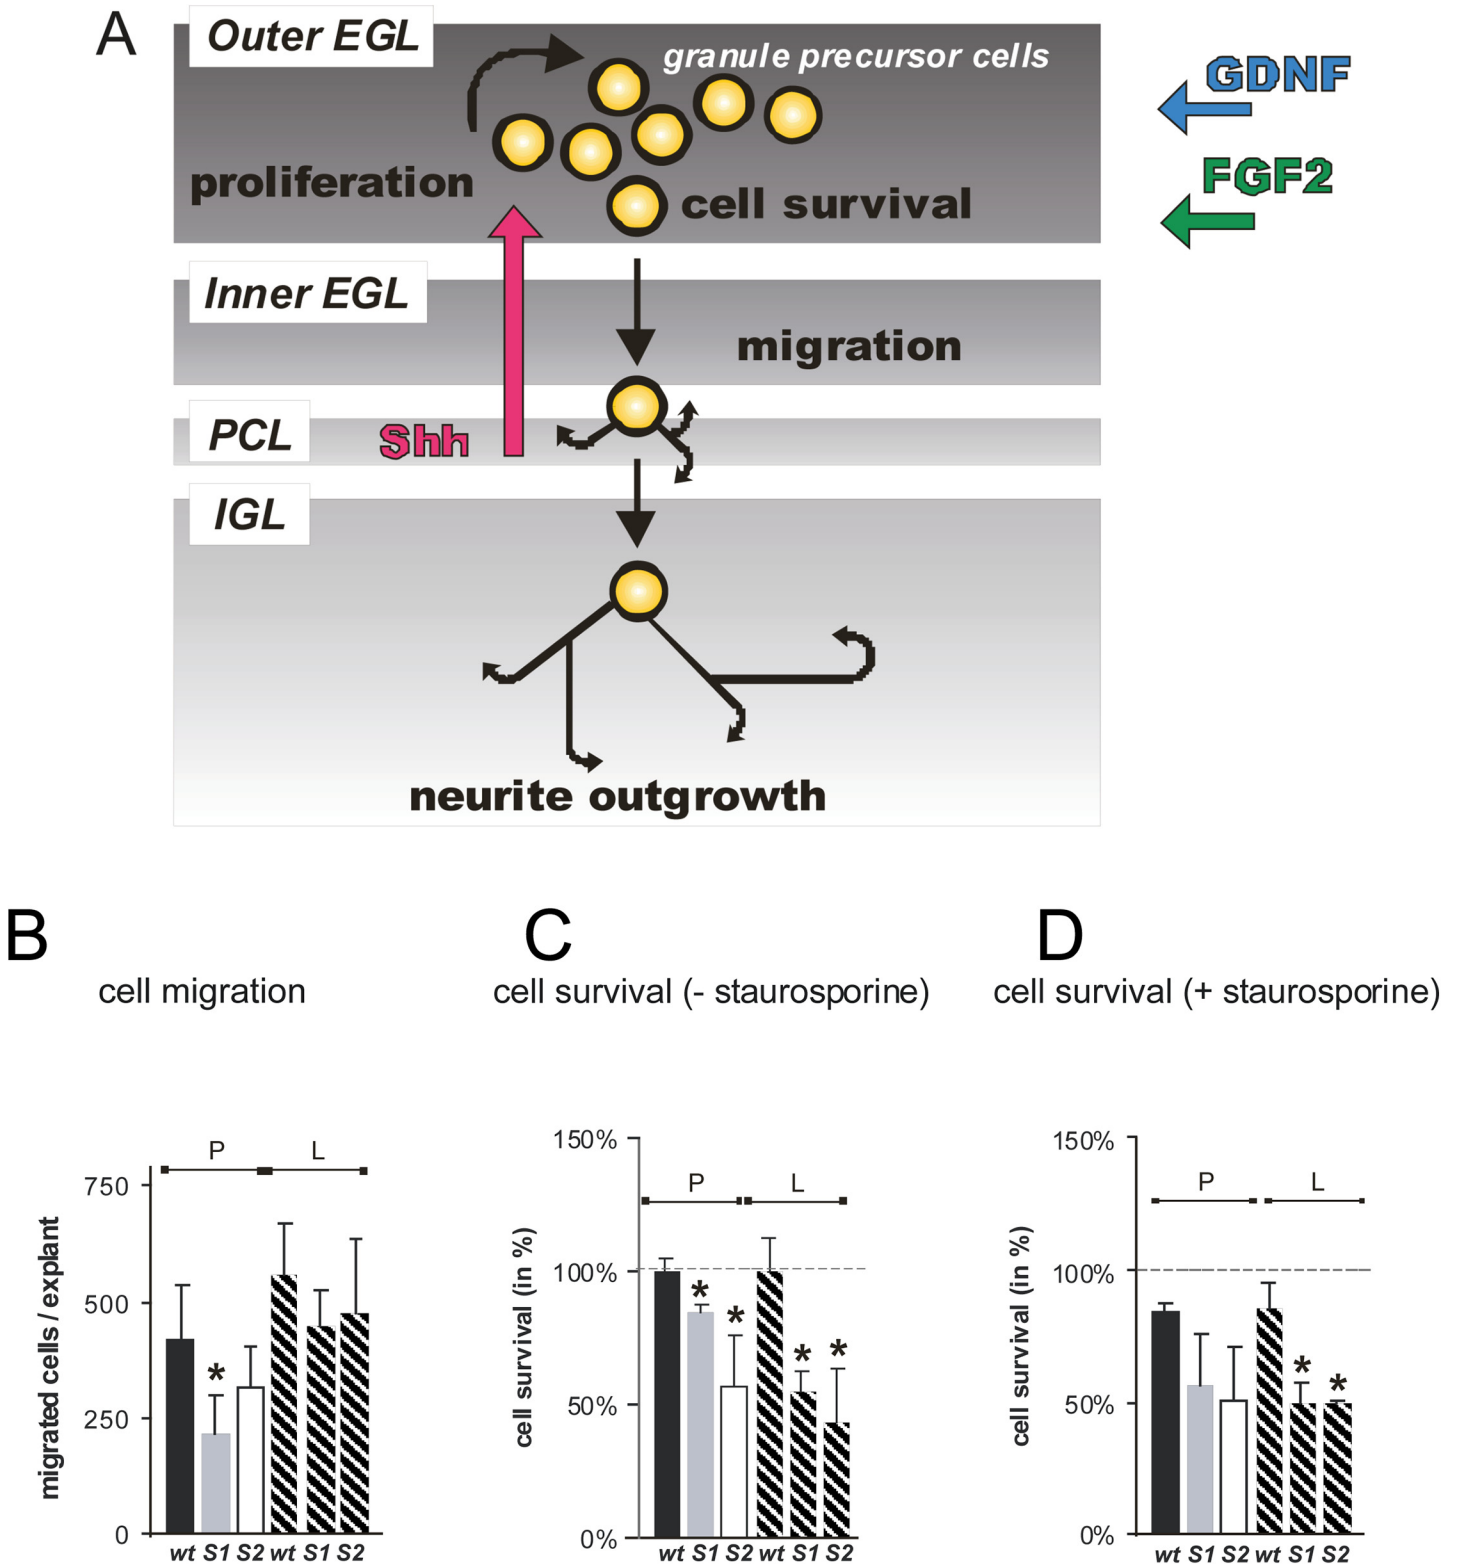 A
Outer EGL
granule precursor cells
GDNF
proliferation
cell survival
FGF2
Inner EGL
migration
PCL
Shh
IGL
neurite outgrowth
B
cell migration
P
L
750
500
250
0
migrated cells / explant
*
wt S1 S2 wt S1 S2
C
cell survival (- staurosporine)
150%
P
L
100%
50%
0%
cell survival (in %)
* * * *
wt S1 S2 wt S1 S2
D
cell survival (+ staurosporine)
150%
P
L
100%
50%
0%
cell survival (in %)
* *
wt S1 S2 wt S1 S2